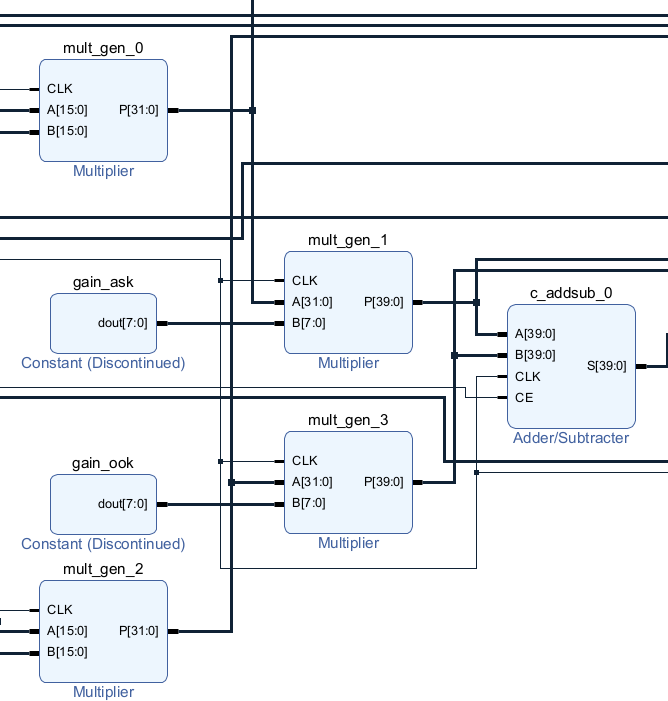 mult_gen_0
CLK
A[15:0] P[31:0]
B[15:0]
Multiplier
mult_gen_1
CLK
A[31:0] P[39:0]
B[7:0]
Multiplier
gain_ask
dout[7:0]
Constant (Discontinued)
c_addsub_0
A[39:0]
B[39:0]
S[39:0]
CLK
CE
Adder/Subtracter
mult_gen_3
CLK
A[31:0] P[39:0]
B[7:0]
Multiplier
gain_ook
dout[7:0]
Constant (Discontinued)
mult_gen_2
CLK
A[15:0] P[31:0]
B[15:0]
Multiplier